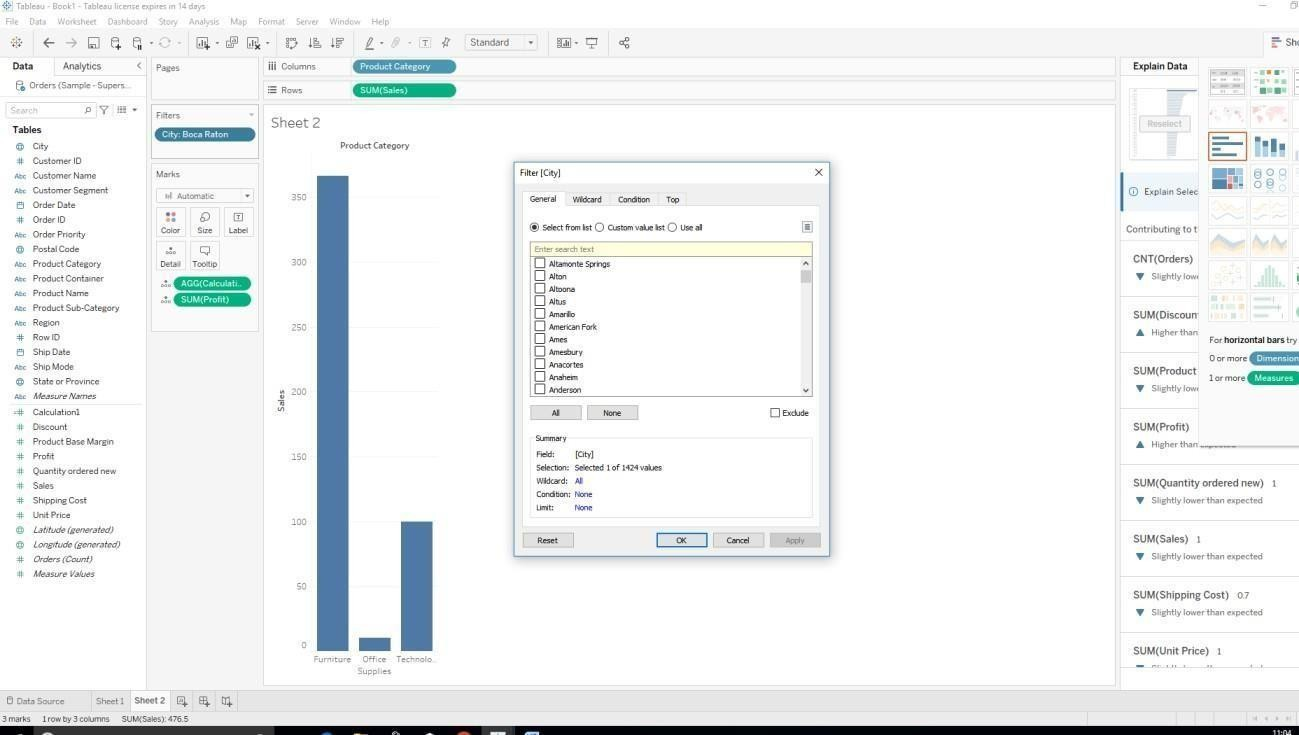 Tableau - Book1 - Tableau license expires in 14 days
File Data Worksheet Dashboard Story Analysis Map Format Server Window Help
Standard
Data Analytics
Orders (Sample - Supers...
Search
Tables
City
Customer ID
Customer Name
Customer Segment
Order Date
Order ID
Order Priority
Postal Code
Product Category
Product Container
Product Name
Product Sub-Category
Region
Row ID
Ship Date
Ship Mode
State or Province
Measure Names
Calculation1
Discount
Product Base Margin
Profit
Quantity ordered new
Sales
Shipping Cost
Unit Price
Latitude (generated)
Longitude (generated)
Orders (Count)
Measure Values
Pages
Filters
City: Boca Raton
Marks
Automatic
Color Size Label
Detail Tooltip
AGG(Calculati..
SUM(Profit)
Columns Product Category
Rows SUM(Sales)
Sheet 2
Product Category
Sales
350
300
250
200
150
100
50
0
Furniture Office Supplies Technolo..
Filter [City]
General Wildcard Condition Top
Select from list Custom value list Use all
Enter search text
Altamonte Springs
Alton
Altoona
Altus
Amarillo
American Fork
Ames
Amesbury
Anacortes
Anaheim
Anderson
All None Exclude
Summary
Field: [City]
Selection: Selected 1 of 1424 values
Wildcard: All
Condition: None
Limit: None
Reset OK Cancel Apply
Explain Data
Reselect
Explain Selec
Contributing to t
CNT(Orders)
Slightly lowe
SUM(Discoun
Higher than
SUM(Product
Slightly lowe
SUM(Profit)
Higher than expected
SUM(Quantity ordered new) 1
Slightly lower than expected
SUM(Sales) 1
Slightly lower than expected
SUM(Shipping Cost) 0.7
Slightly lower than expected
SUM(Unit Price) 1
Sho
For horizontal bars try
0 or more Dimension
1 or more Measures
Data Source Sheet 1 Sheet 2
3 marks 1 row by 3 columns SUM(Sales): 476.5
11:04